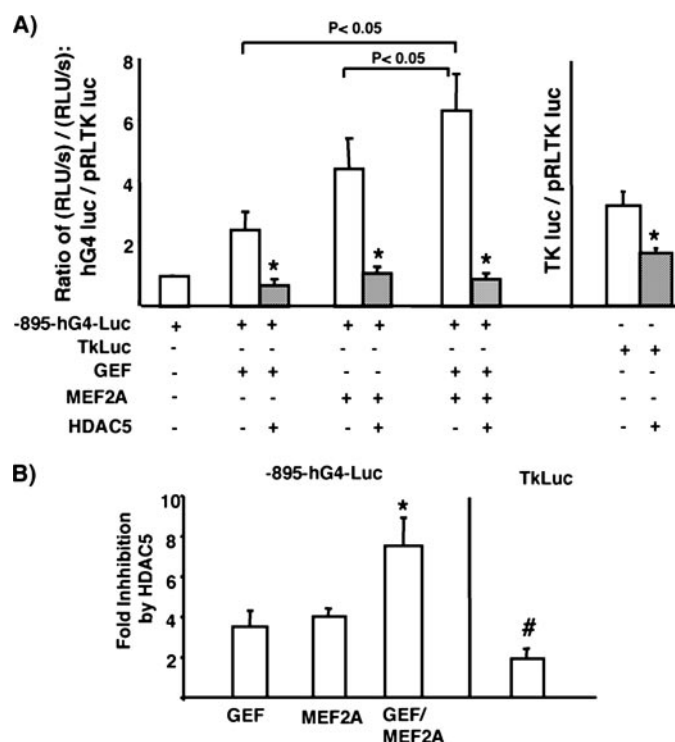 A)
P< 0.05
P< 0.05
Ratio of (RLU/s) / (RLU/s):
hG4 luc / pRLTK luc
8
6
4
2
TK luc / pRLTK luc
* * * *
-895-hG4-Luc + + + + + + + - -
TkLuc - - - - - - - + +
GEF - + + - - + + - -
MEF2A - - - + + + + - -
HDAC5 - - + - + - + - +
B)
-895-hG4-Luc TkLuc
Fold Inhhibition
by HDAC5
10
8
6
4
2
*
#
GEF MEF2A GEF/
MEF2A